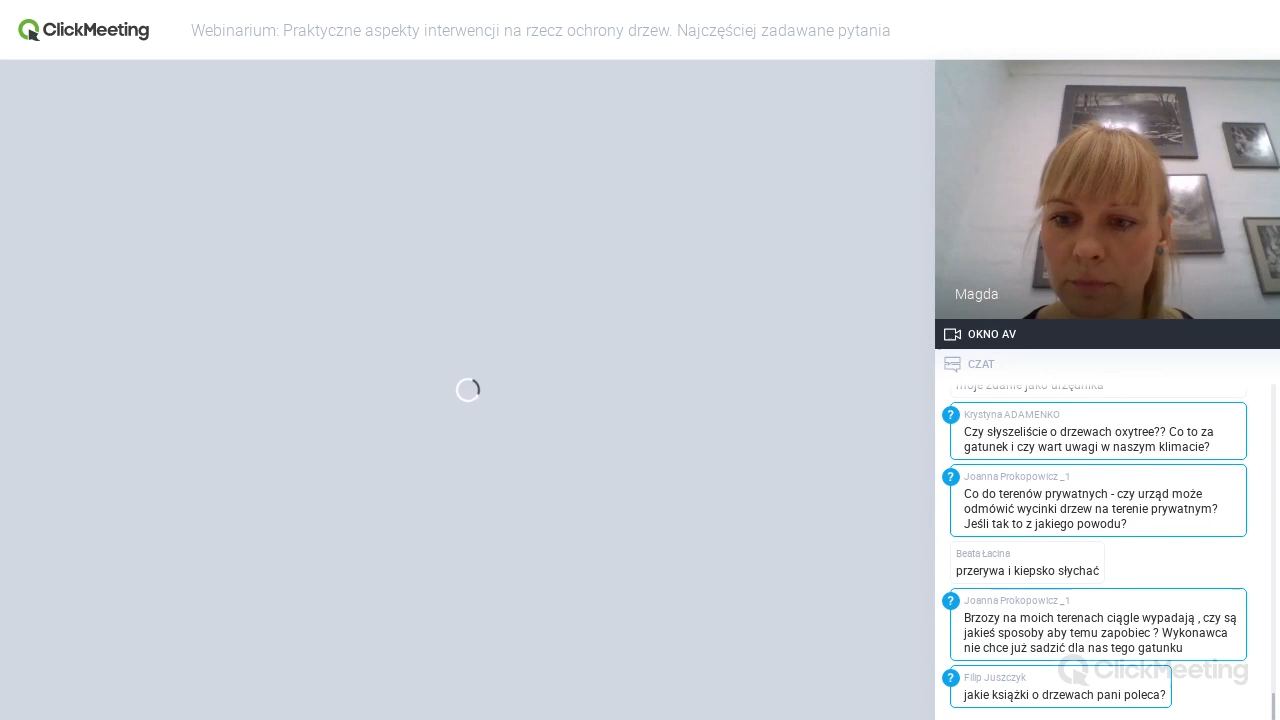 ClickMeeting
Webinarium: Praktyczne aspekty interwencji na rzecz ochrony drzew. Najczęściej zadawane pytania
Magda
OKNO AV
CZAT
moje zdanie jako urzędnika
? Krystyna ADAMENKO
Czy słyszeliście o drzewach oxytree?? Co to za
gatunek i czy wart uwagi w naszym klimacie?
? Joanna Prokopowicz _1
Co do terenów prywatnych - czy urząd może
odmówić wycinki drzew na terenie prywatnym?
Jeśli tak to z jakiego powodu?
Beata Łacina
przerywa i kiepsko słychać
? Joanna Prokopowicz _1
Brzozy na moich terenach ciągle wypadają , czy są
jakieś sposoby aby temu zapobiec ? Wykonawca
nie chce już sadzić dla nas tego gatunku
ClickMeeting
? Filip Juszczyk
jakie książki o drzewach pani poleca?